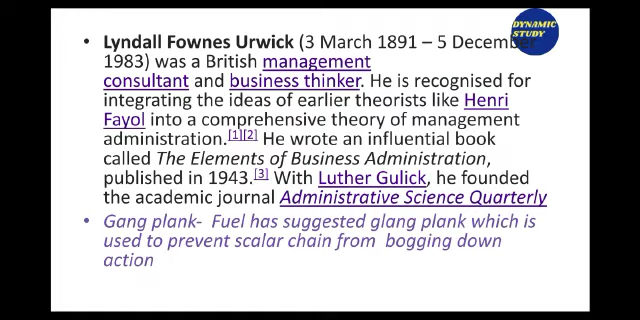 DYNAMIC
STUDY
• Lyndall Fownes Urwick (3 March 1891 – 5 December
1983) was a British management
consultant and business thinker. He is recognised for
integrating the ideas of earlier theorists like Henri
Fayol into a comprehensive theory of management
administration.[1][2] He wrote an influential book
called The Elements of Business Administration,
published in 1943.[3] With Luther Gulick, he founded
the academic journal Administrative Science Quarterly
• Gang plank- Fuel has suggested glang plank which is
used to prevent scalar chain from bogging down
action